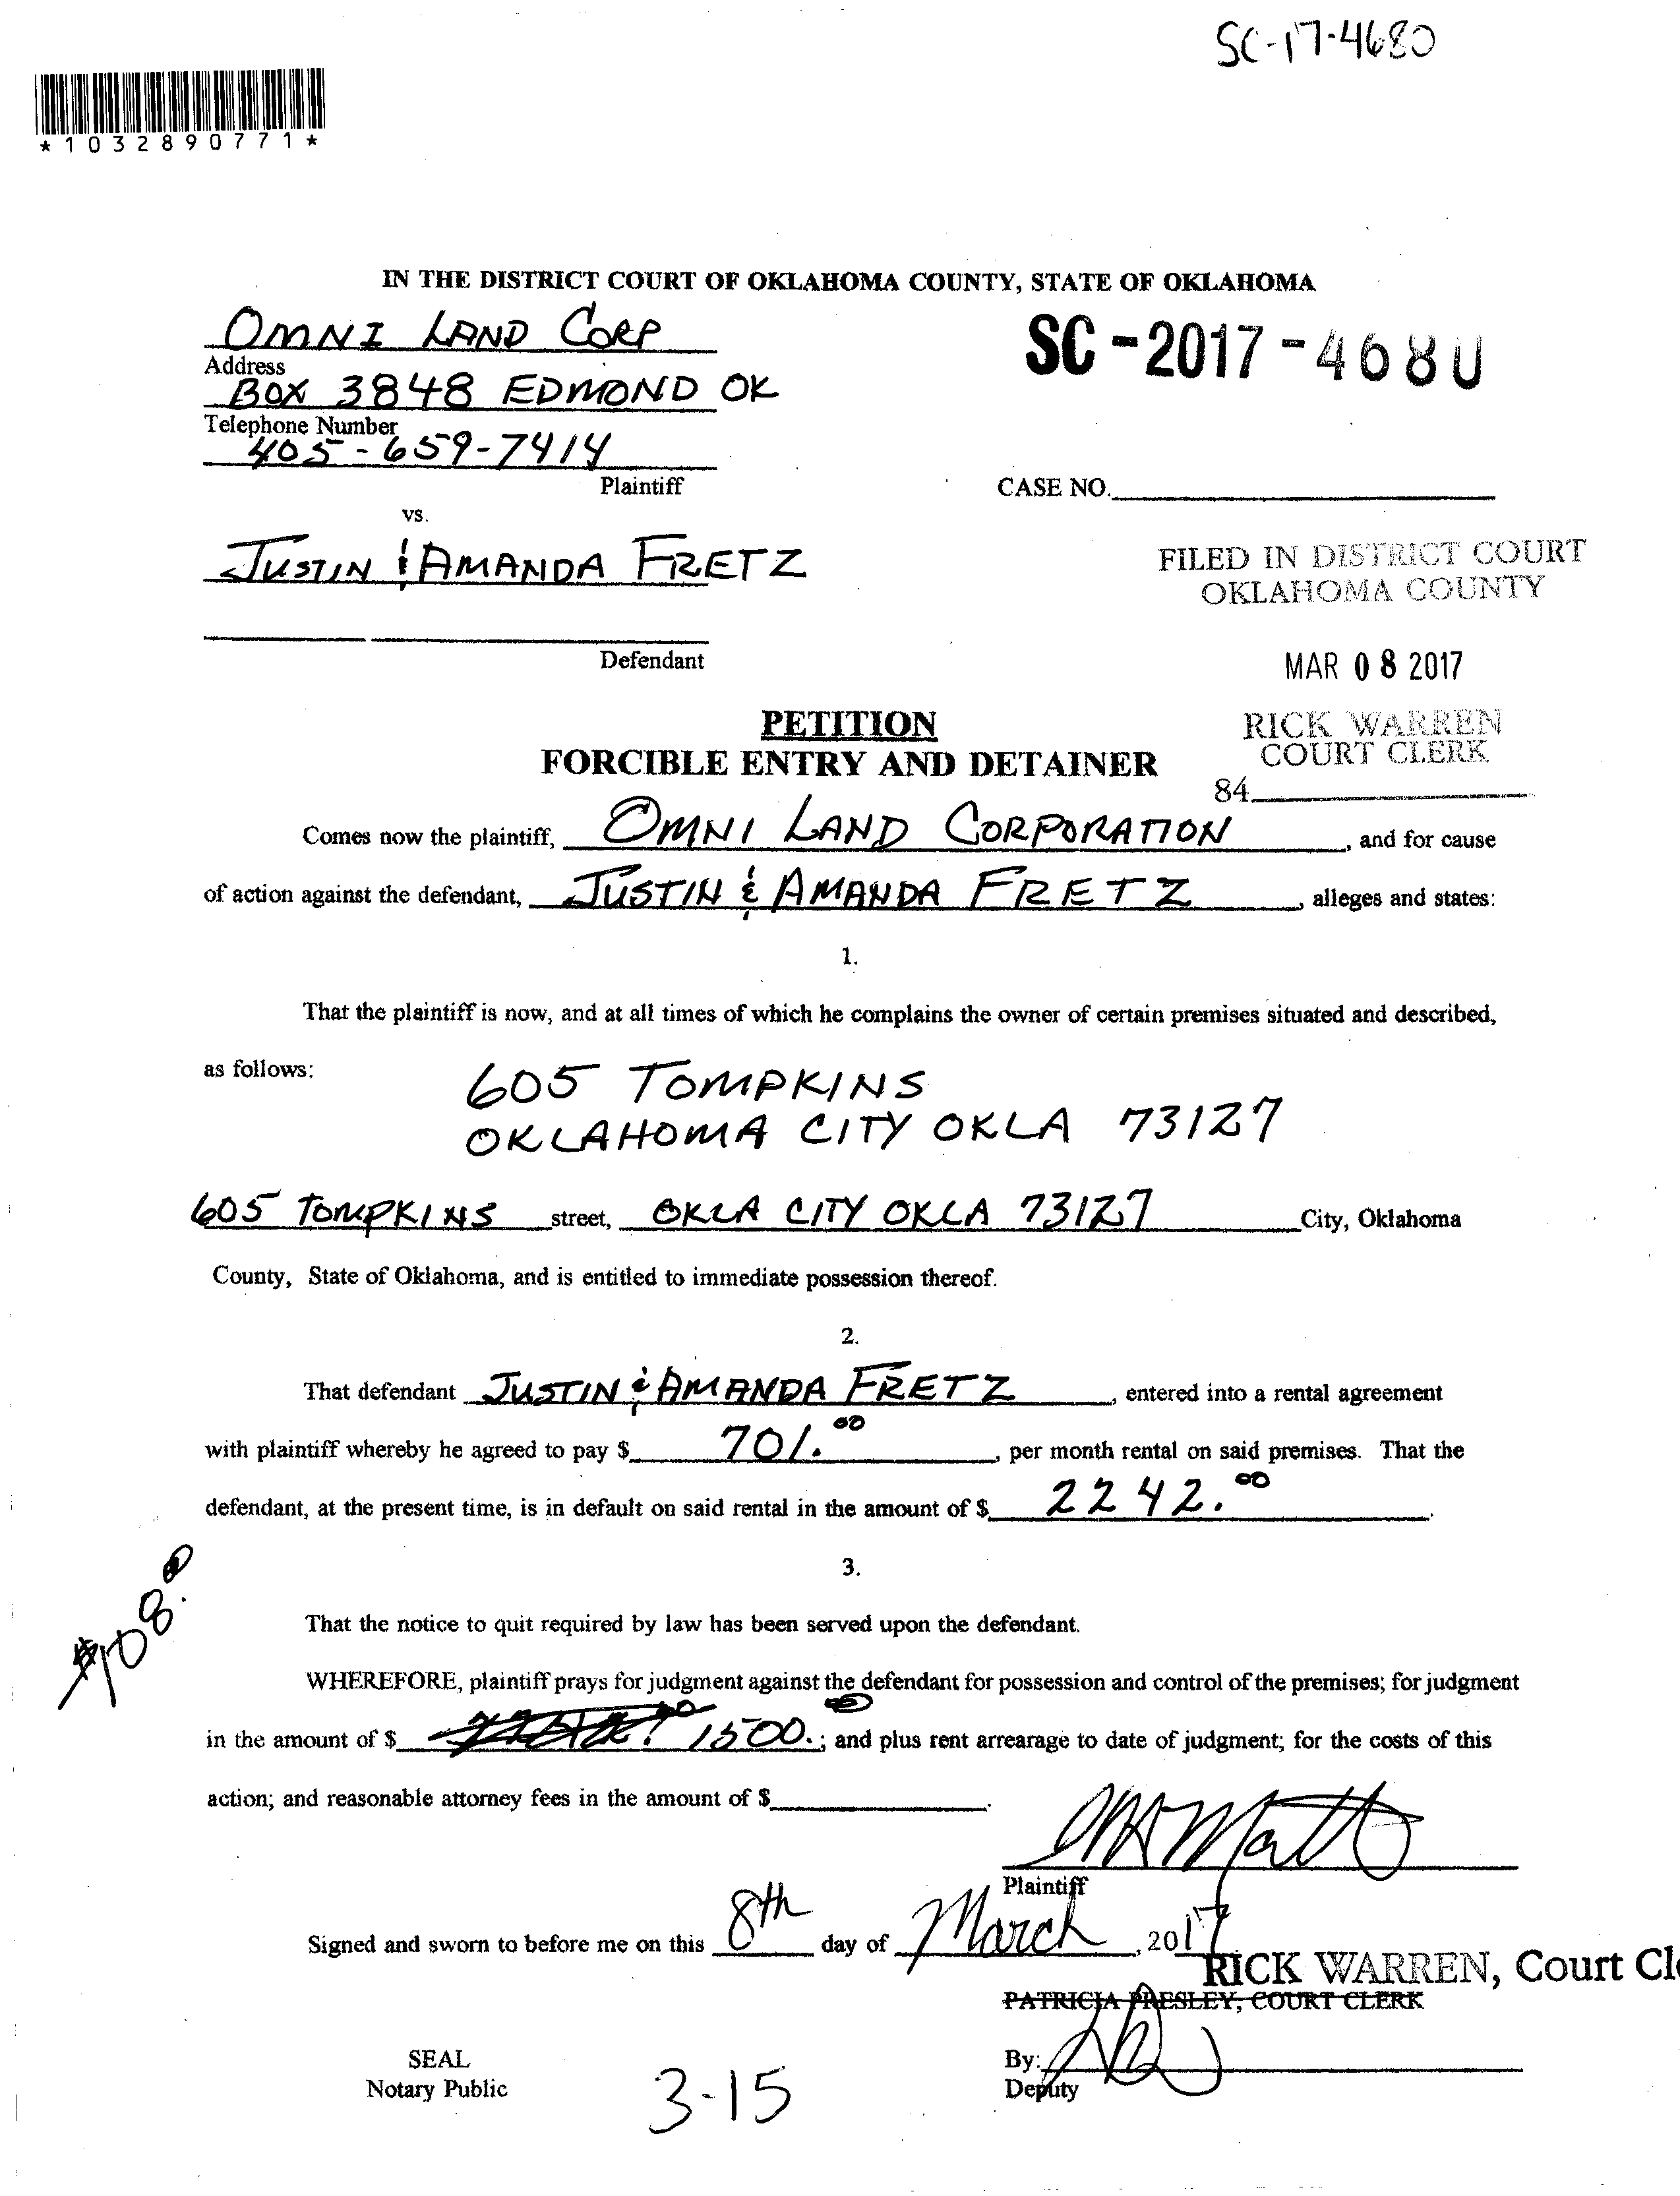 SC-17-4680
*1032890771*
IN THE DISTRICT COURT OF OKLAHOMA COUNTY, STATE OF OKLAHOMA
OMNI LAND CORP
SC-2017-4680
Address
BOX 3848 EDMOND OK
Telephone Number
405-659-7414
Plaintiff
CASE NO.
vs.
JUSTIN & AMANDA FRETZ
FILED IN DISTRICT COURT
OKLAHOMA COUNTY
Defendant
MAR 08 2017
PETITION
RICK WARREN
COURT CLERK
FORCIBLE ENTRY AND DETAINER
84
Comes now the plaintiff, OMNI LAND CORPORATION, and for cause
of action against the defendant, JUSTIN & AMANDA FRETZ, alleges and states:
1.
That the plaintiff is now, and at all times of which he complains the owner of certain premises situated and described,
as follows:
605 TOMPKINS
OKLAHOMA CITY OKLA 73127
605 TOMPKINS street, OKLA CITY OKLA 73127 City, Oklahoma
County, State of Oklahoma, and is entitled to immediate possession thereof.
2.
That defendant JUSTIN & AMANDA FRETZ, entered into a rental agreement
with plaintiff whereby he agreed to pay $ 701.00, per month rental on said premises. That the
defendant, at the present time, is in default on said rental in the amount of $ 2242.00.
3.
$108.00
That the notice to quit required by law has been served upon the defendant.
WHEREFORE, plaintiff prays for judgment against the defendant for possession and control of the premises; for judgment
in the amount of $ 1500.; and plus rent arrearage to date of judgment; for the costs of this
action; and reasonable attorney fees in the amount of $.
Plaintiff
Signed and sworn to before me on this 8th day of March, 2017
RICK WARREN, Court Cl
PATRICIA PRESLEY, COURT CLERK
SEAL
By:
Notary Public
Deputy
3-15